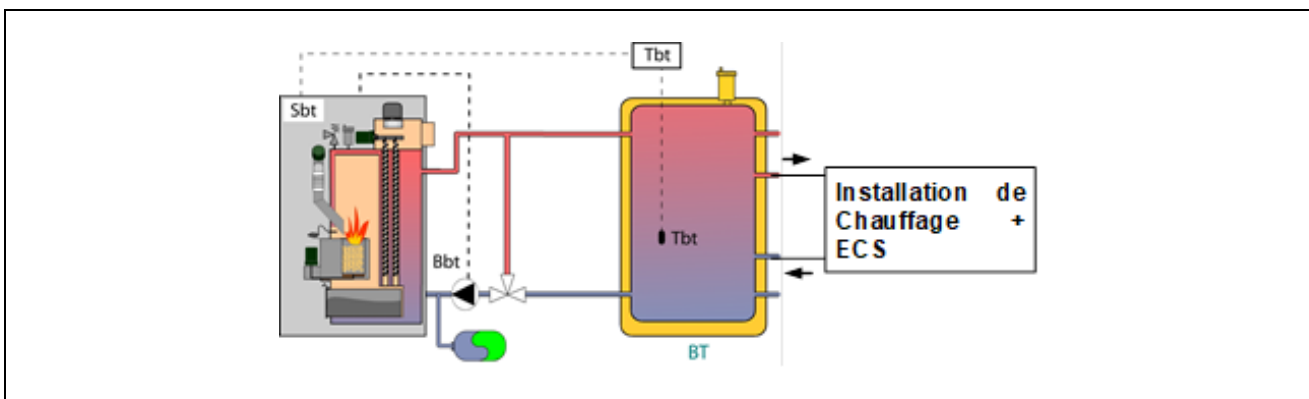 Tbt
Sbt
Bbt
Tbt
BT
Installation de
Chauffage +
ECS